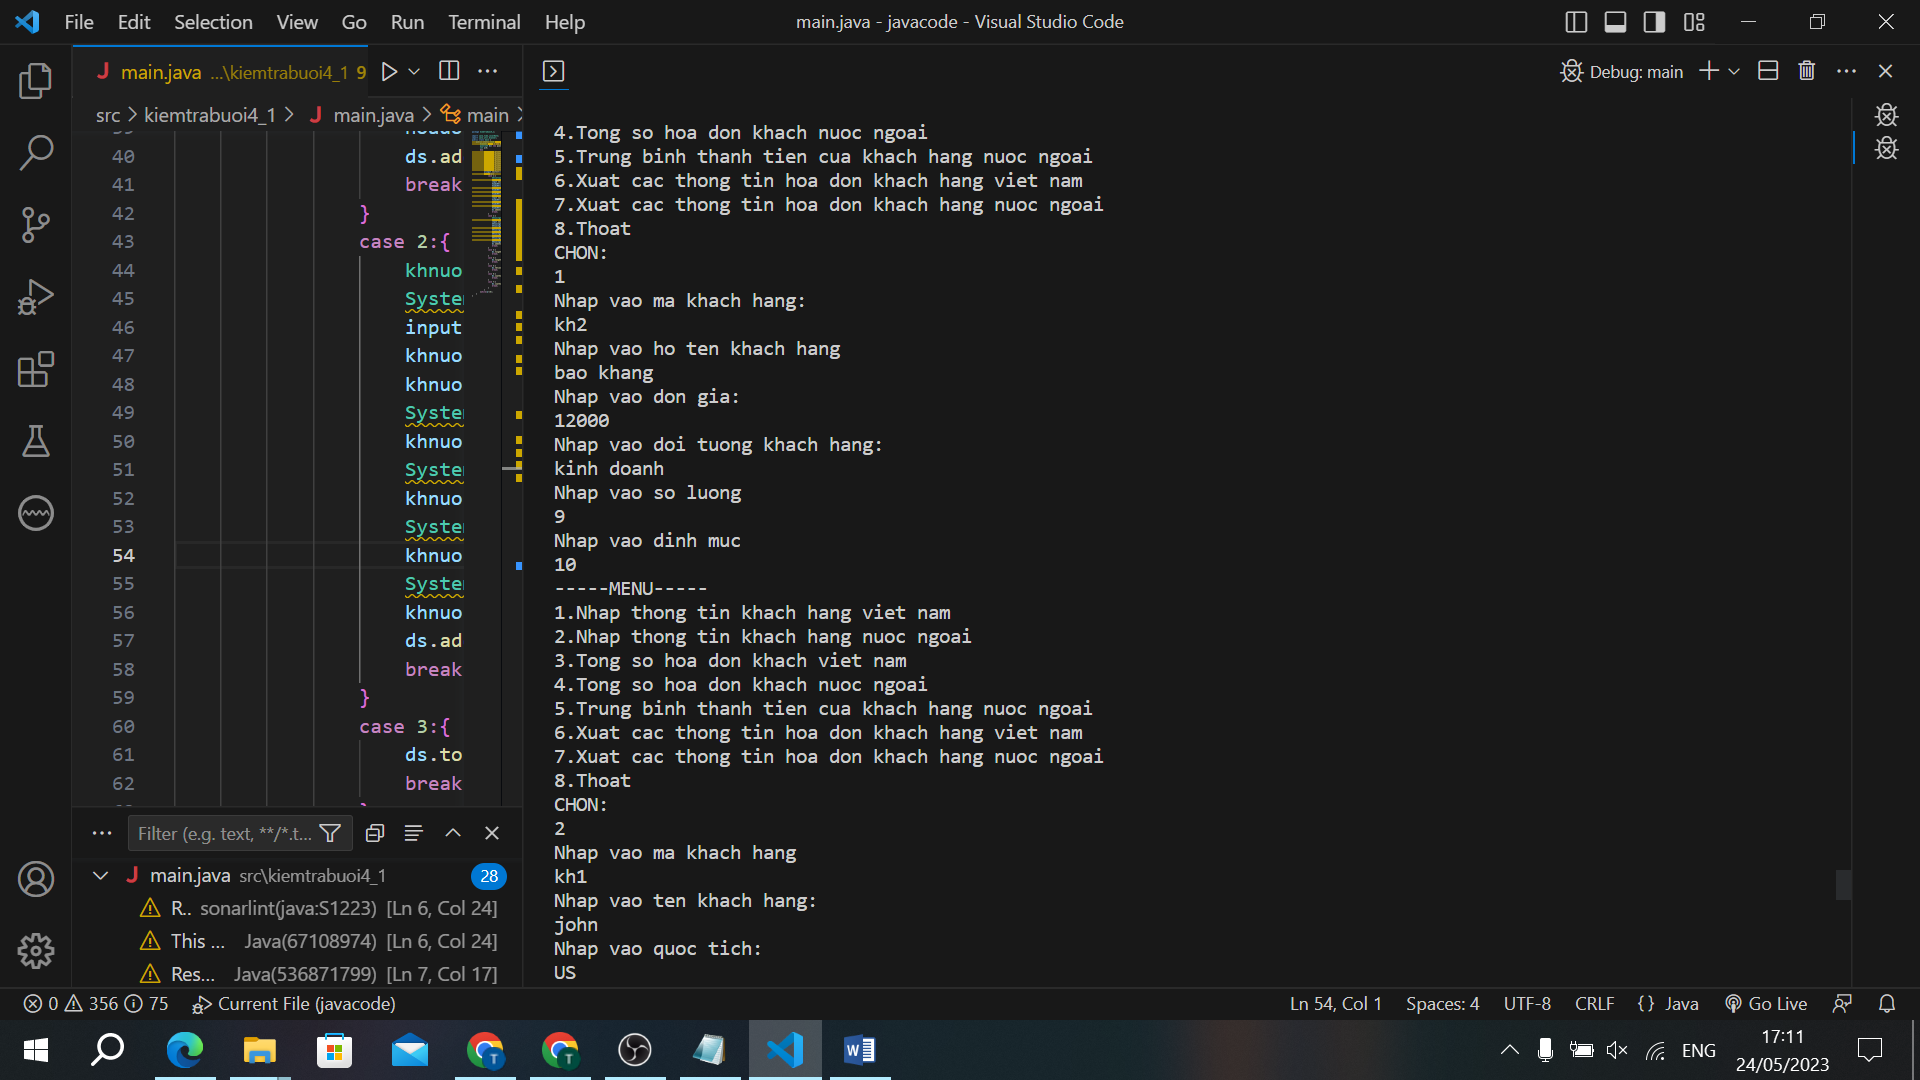 File Edit Selection View Go Run Terminal Help
main.java - javacode - Visual Studio Code
main.java ...\kiemtrabuoi4_1 9
src > kiemtrabuoi4_1 > main.java > main >
40 ds.ad
41 break
42 }
43 case 2:{
44 khnuo
45 System
46 input
47 khnuo
48 khnuo
49 System
50 khnuo
51 System
52 khnuo
53 System
54 khnuo
55 System
56 khnuo
57 ds.ad
58 break
59 }
60 case 3:{
61 ds.to
62 break
Filter (e.g. text, **/*.t...
main.java src\kiemtrabuoi4_1 28
R.. sonarlint(java:S1223) [Ln 6, Col 24]
This ... Java(67108974) [Ln 6, Col 24]
Res... Java(536871799) [Ln 7, Col 17]
Debug: main
4.Tong so hoa don khach nuoc ngoai
5.Trung binh thanh tien cua khach hang nuoc ngoai
6.Xuat cac thong tin hoa don khach hang viet nam
7.Xuat cac thong tin hoa don khach hang nuoc ngoai
8.Thoat
CHON:
1
Nhap vao ma khach hang:
kh2
Nhap vao ho ten khach hang
bao khang
Nhap vao don gia:
12000
Nhap vao doi tuong khach hang:
kinh doanh
Nhap vao so luong
9
Nhap vao dinh muc
10
-----MENU-----
1.Nhap thong tin khach hang viet nam
2.Nhap thong tin khach hang nuoc ngoai
3.Tong so hoa don khach viet nam
4.Tong so hoa don khach nuoc ngoai
5.Trung binh thanh tien cua khach hang nuoc ngoai
6.Xuat cac thong tin hoa don khach hang viet nam
7.Xuat cac thong tin hoa don khach hang nuoc ngoai
8.Thoat
CHON:
2
Nhap vao ma khach hang
kh1
Nhap vao ten khach hang:
john
Nhap vao quoc tich:
US
0 356 75 Current File (javacode)
Ln 54, Col 1 Spaces: 4 UTF-8 CRLF {} Java Go Live
ENG
17:11
24/05/2023